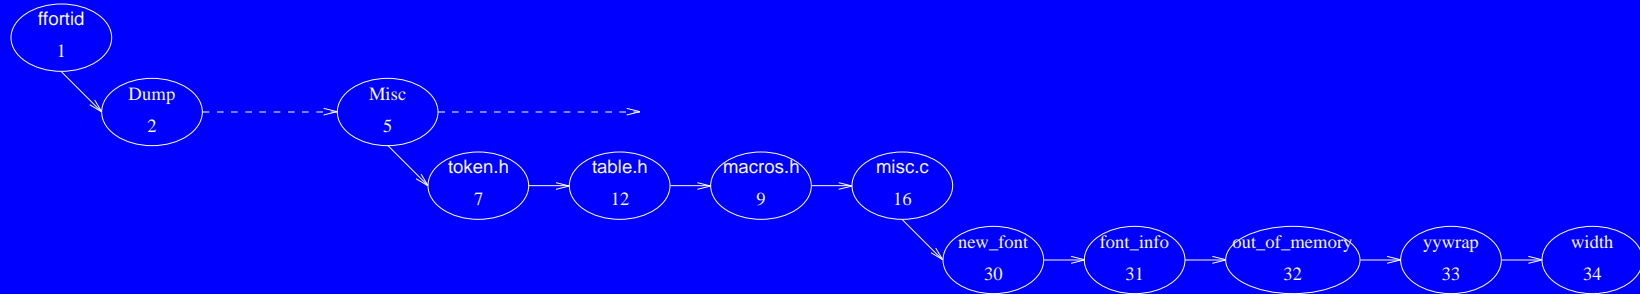 ffortid
1
Dump
2
Misc
5
token.h
7
table.h
12
macros.h
9
misc.c
16
new_font
30
font_info
31
out_of_memory
32
yywrap
33
width
34